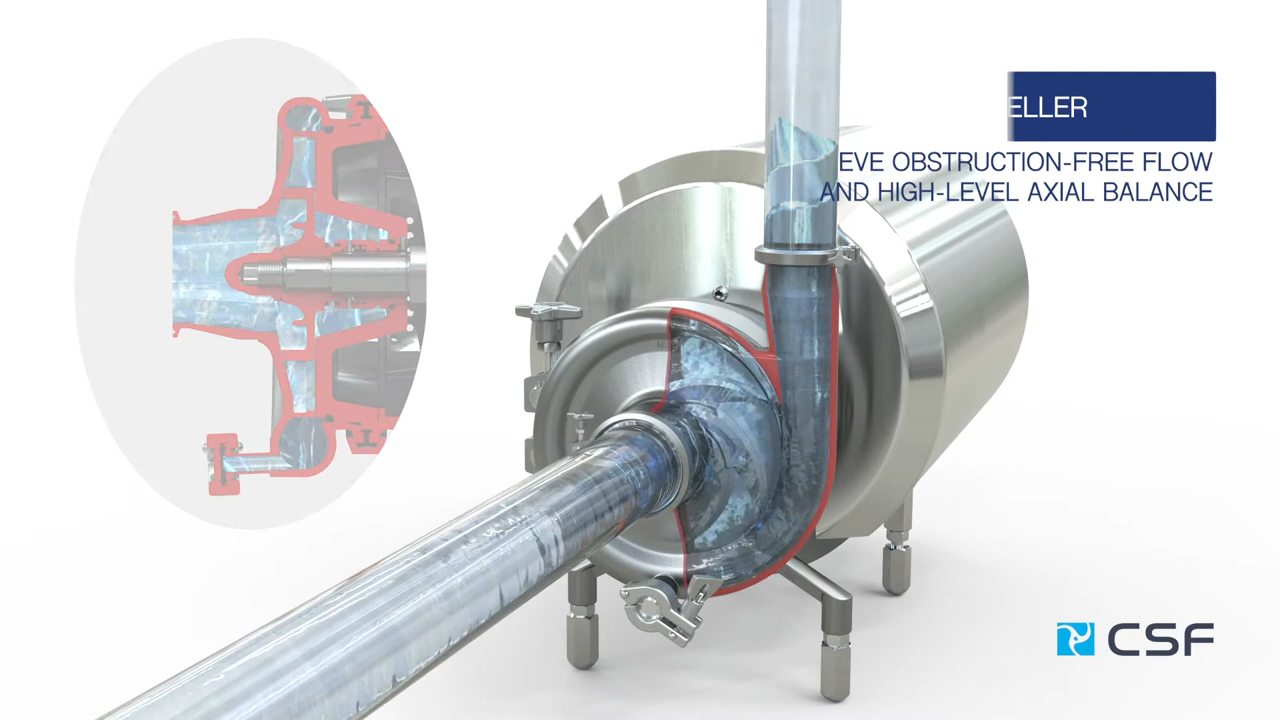 ELLER
EVE OBSTRUCTION-FREE FLOW
AND HIGH-LEVEL AXIAL BALANCE
CSF